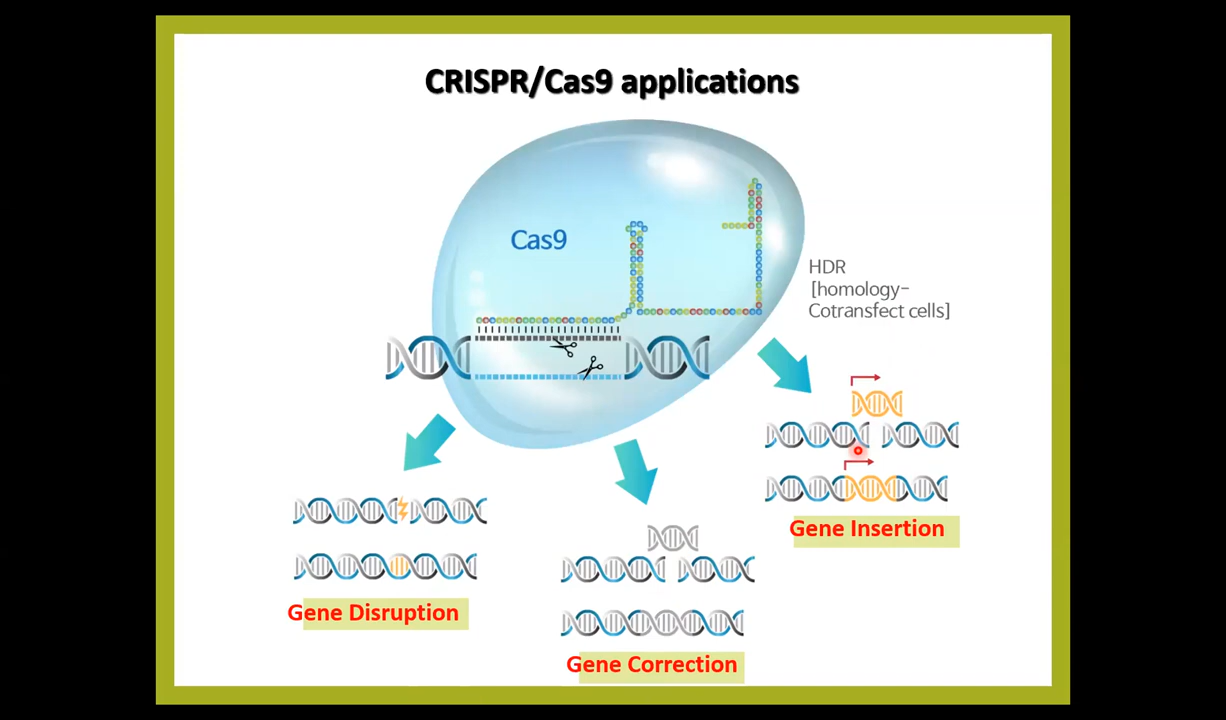 CRISPR/Cas9 applications
Cas9
HDR
[homology-
Cotransfect cells]
Gene Insertion
Gene Disruption
Gene Correction